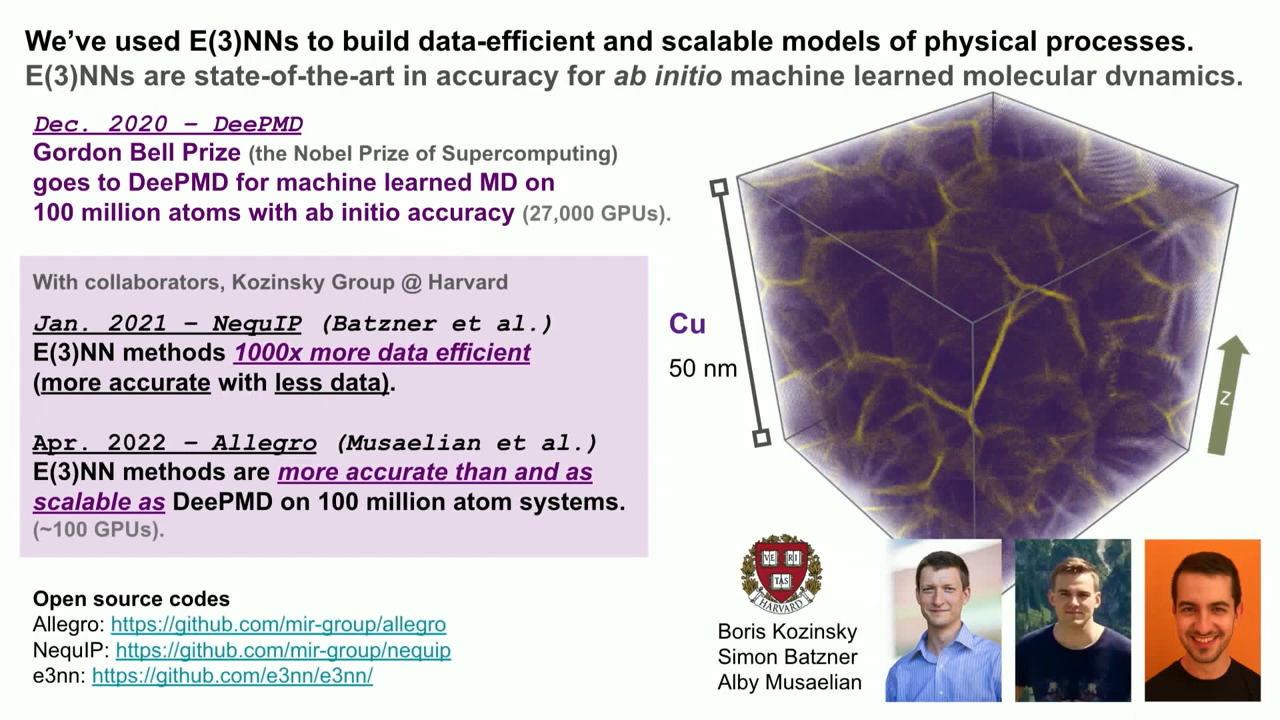 We've used E(3)NNs to build data-efficient and scalable models of physical processes.
E(3)NNs are state-of-the-art in accuracy for ab initio machine learned molecular dynamics.
Dec. 2020 – DeePMD
Gordon Bell Prize (the Nobel Prize of Supercomputing)
goes to DeePMD for machine learned MD on
100 million atoms with ab initio accuracy (27,000 GPUs).
With collaborators, Kozinsky Group @ Harvard
Jan. 2021 – NequIP (Batzner et al.)
E(3)NN methods 1000x more data efficient
(more accurate with less data).
Apr. 2022 – Allegro (Musaelian et al.)
E(3)NN methods are more accurate than and as
scalable as DeePMD on 100 million atom systems.
(~100 GPUs).
Open source codes
Allegro: https://github.com/mir-group/allegro
NequIP: https://github.com/mir-group/nequip
e3nn: https://github.com/e3nn/e3nn/
Cu
50 nm
Z
VE RI
TAS
HARVARD
Boris Kozinsky
Simon Batzner
Alby Musaelian